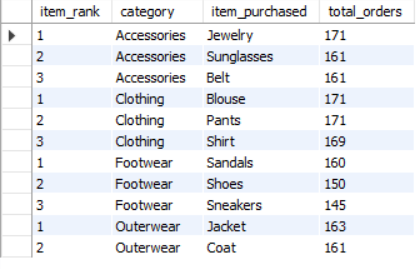 item_rank category item_purchased total_orders
1 Accessories Jewelry 171
2 Accessories Sunglasses 161
3 Accessories Belt 161
1 Clothing Blouse 171
2 Clothing Pants 171
3 Clothing Shirt 169
1 Footwear Sandals 160
2 Footwear Shoes 150
3 Footwear Sneakers 145
1 Outerwear Jacket 163
2 Outerwear Coat 161